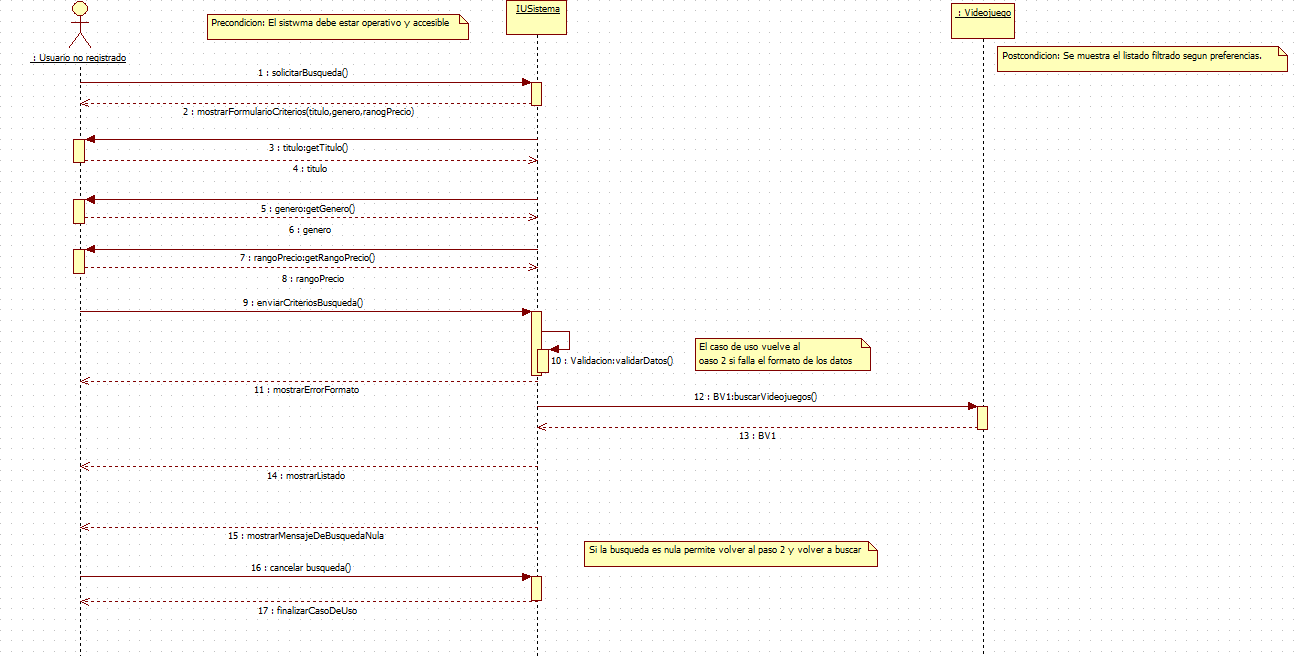 Precondicion: El sistwma debe estar operativo y accesible
IUSistema
: Videojuego
: Usuario no registrado
Postcondicion: Se muestra el listado filtrado segun preferencias.
1 : solicitarBusqueda()
2 : mostrarFormularioCriterios(titulo,genero,ranogPrecio)
3 : titulo:getTitulo()
4 : titulo
5 : genero:getGenero()
6 : genero
7 : rangoPrecio:getRangoPrecio()
8 : rangoPrecio
9 : enviarCriteriosBusqueda()
10 : Validacion:validarDatos()
El caso de uso vuelve al
oaso 2 si falla el formato de los datos
11 : mostrarErrorFormato
12 : BV1:buscarVideojuegos()
13 : BV1
14 : mostrarListado
15 : mostrarMensajeDeBusquedaNula
Si la busqueda es nula permite volver al paso 2 y volver a buscar
16 : cancelar busqueda()
17 : finalizarCasoDeUso